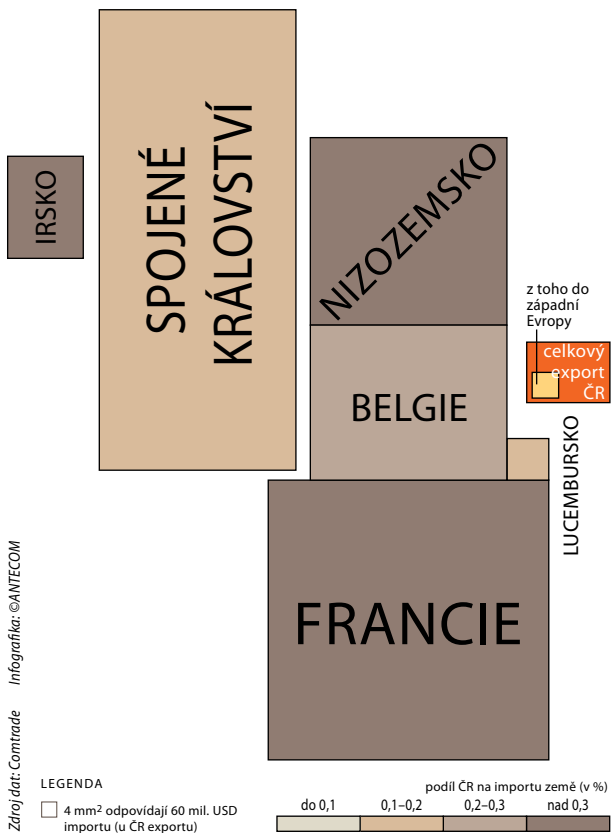 SPOJENÉ
KRÁLOVSTVÍ
IRSKO
NIZOZEMSKO
z toho do
západní
Evropy
celkový
export
ČR
BELGIE
LUCEMBURSKO
FRANCIE
Zdroj dat: Comtrade Infografika: ©ANTECOM
LEGENDA
4 mm² odpovídají 60 mil. USD
importu (u ČR exportu)
podíl ČR na importu země (v %)
do 0,1 0,1–0,2 0,2–0,3 nad 0,3